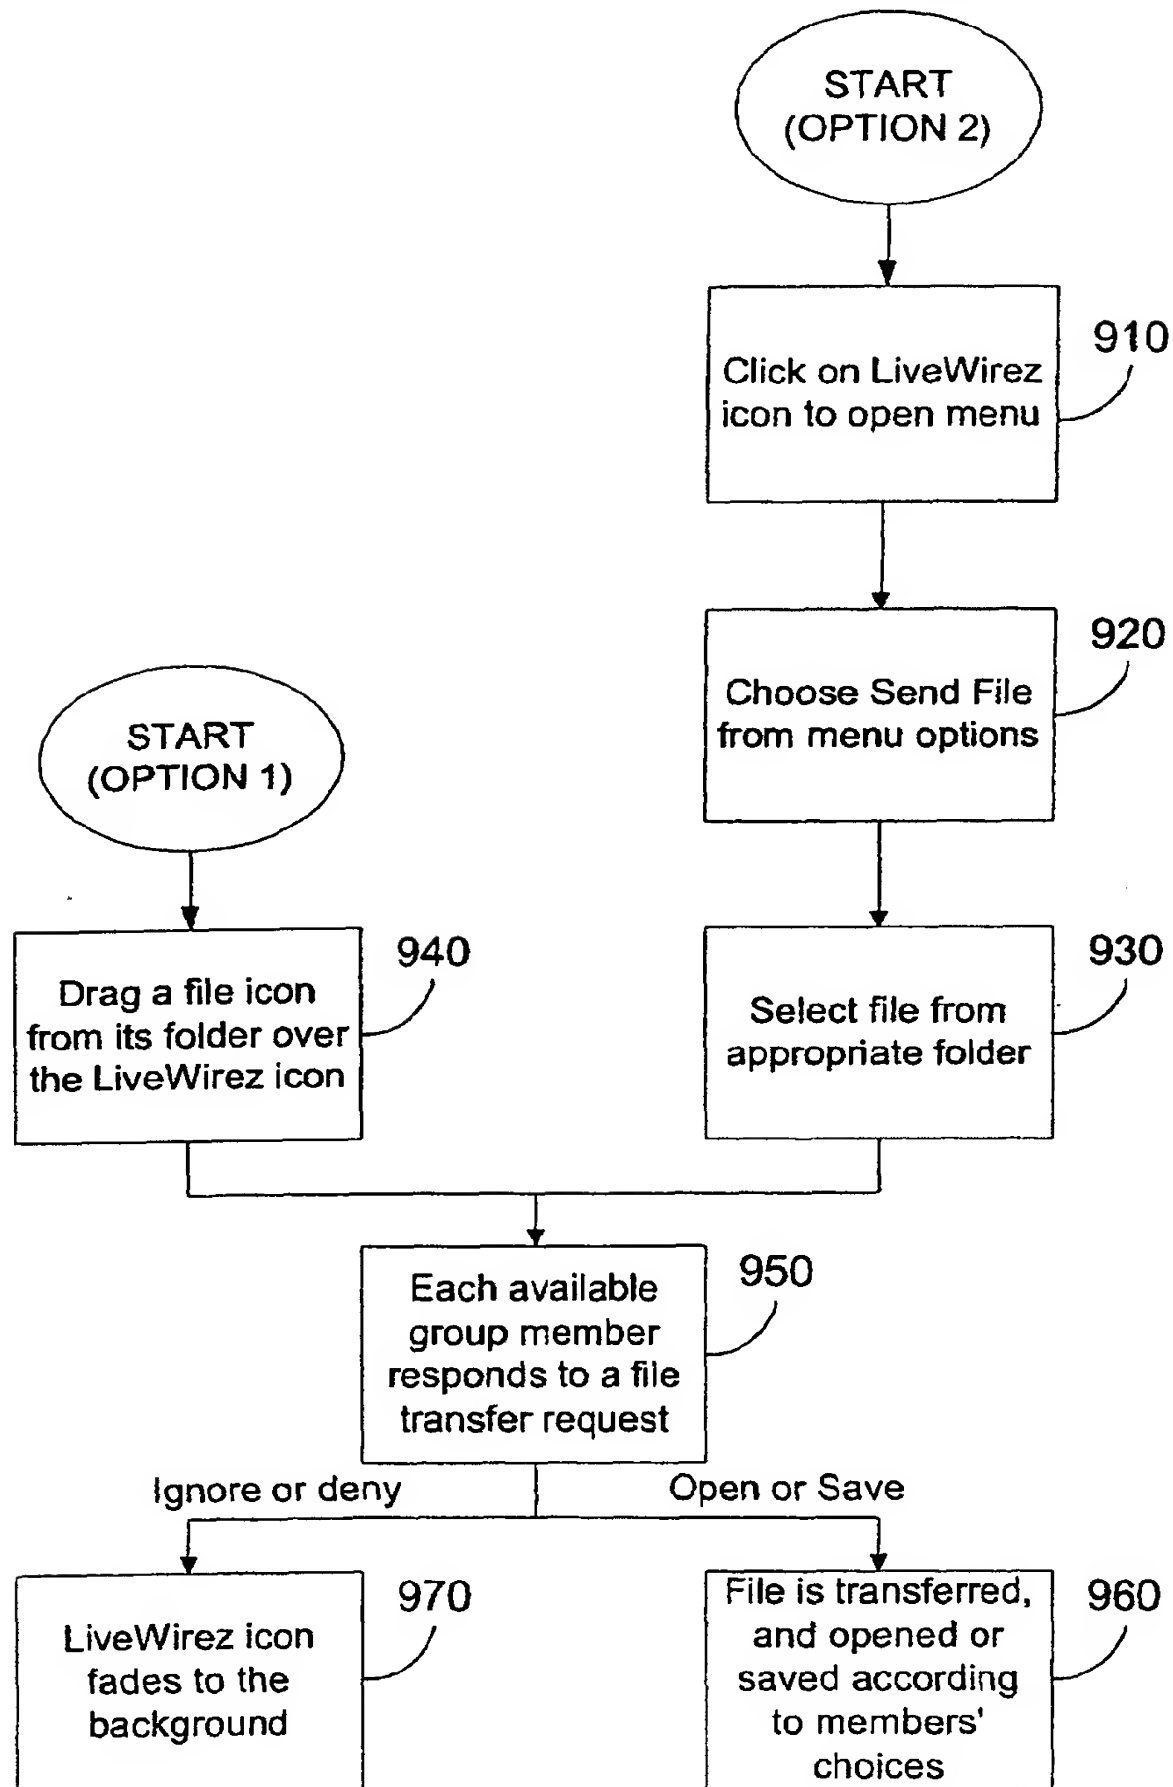 START
(OPTION 2)
910
Click on LiveWirez
icon to open menu
920
Choose Send File
from menu options
START
(OPTION 1)
940
Drag a file icon
from its folder over
the LiveWirez icon
930
Select file from
appropriate folder
950
Each available
group member
responds to a file
transfer request
Ignore or deny
Open or Save
970
LiveWirez icon
fades to the
background
960
File is transferred,
and opened or
saved according
to members'
choices